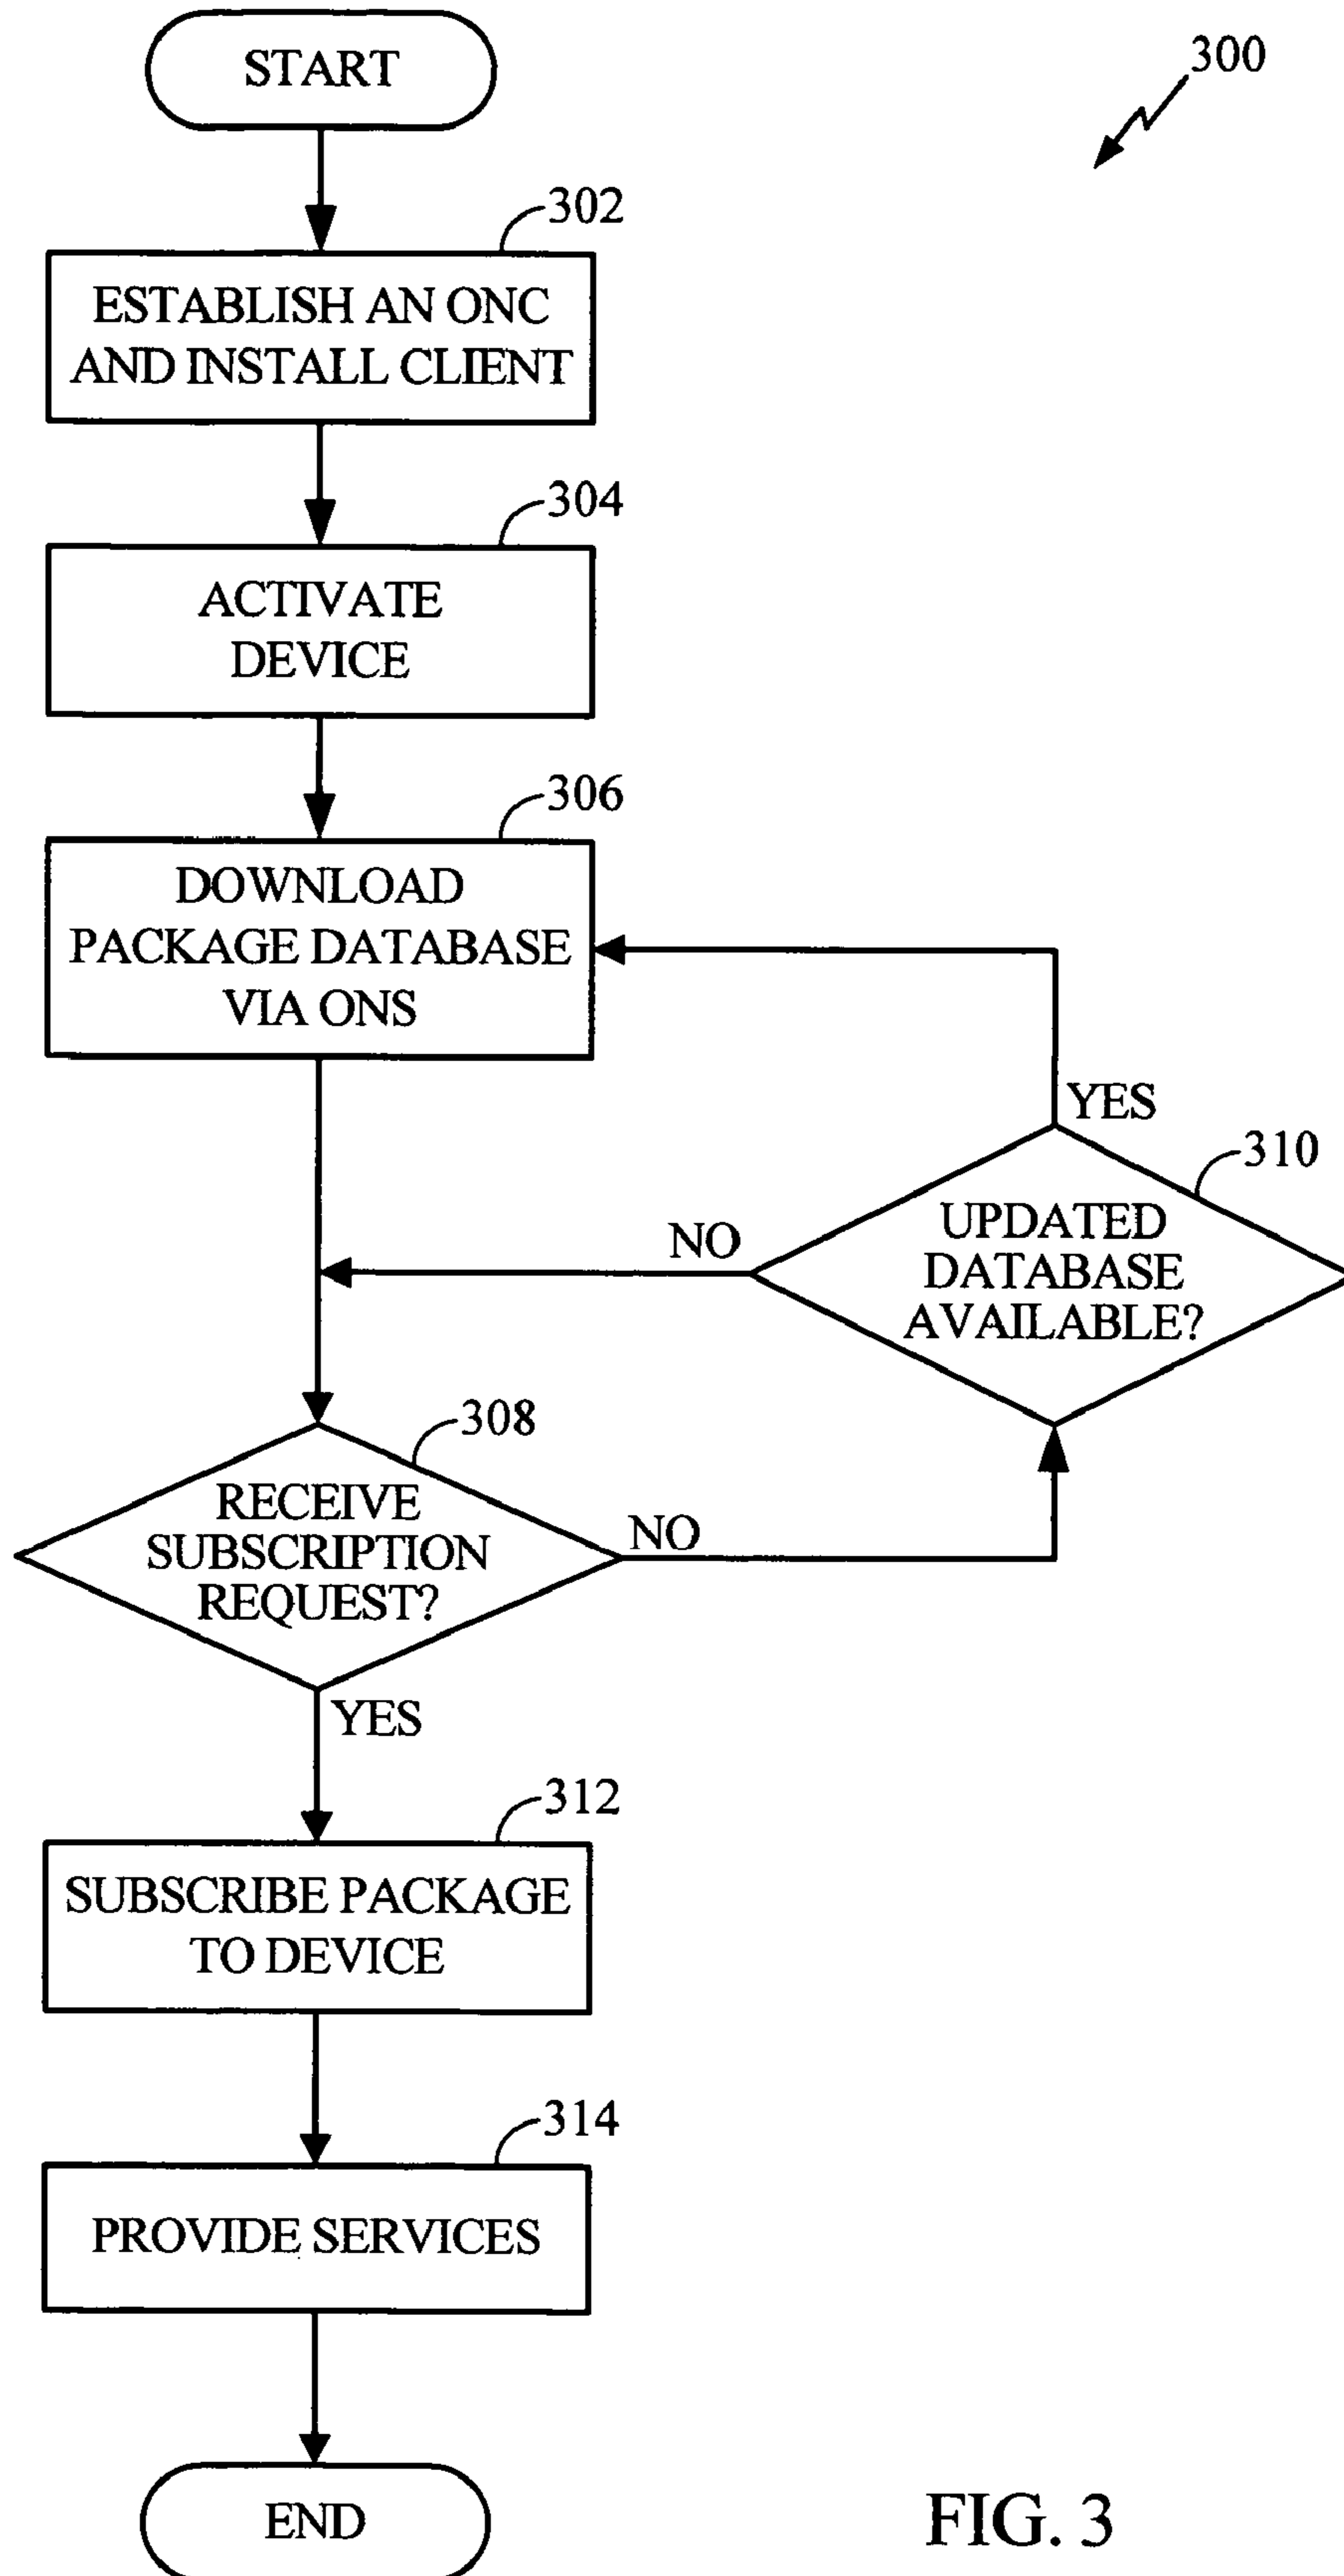 START
300
302
ESTABLISH AN ONC
AND INSTALL CLIENT
304
ACTIVATE
DEVICE
306
DOWNLOAD
PACKAGE DATABASE
VIA ONS
YES
310
UPDATED
DATABASE
AVAILABLE?
NO
308
RECEIVE
SUBSCRIPTION
REQUEST?
NO
YES
312
SUBSCRIBE PACKAGE
TO DEVICE
314
PROVIDE SERVICES
END
FIG. 3